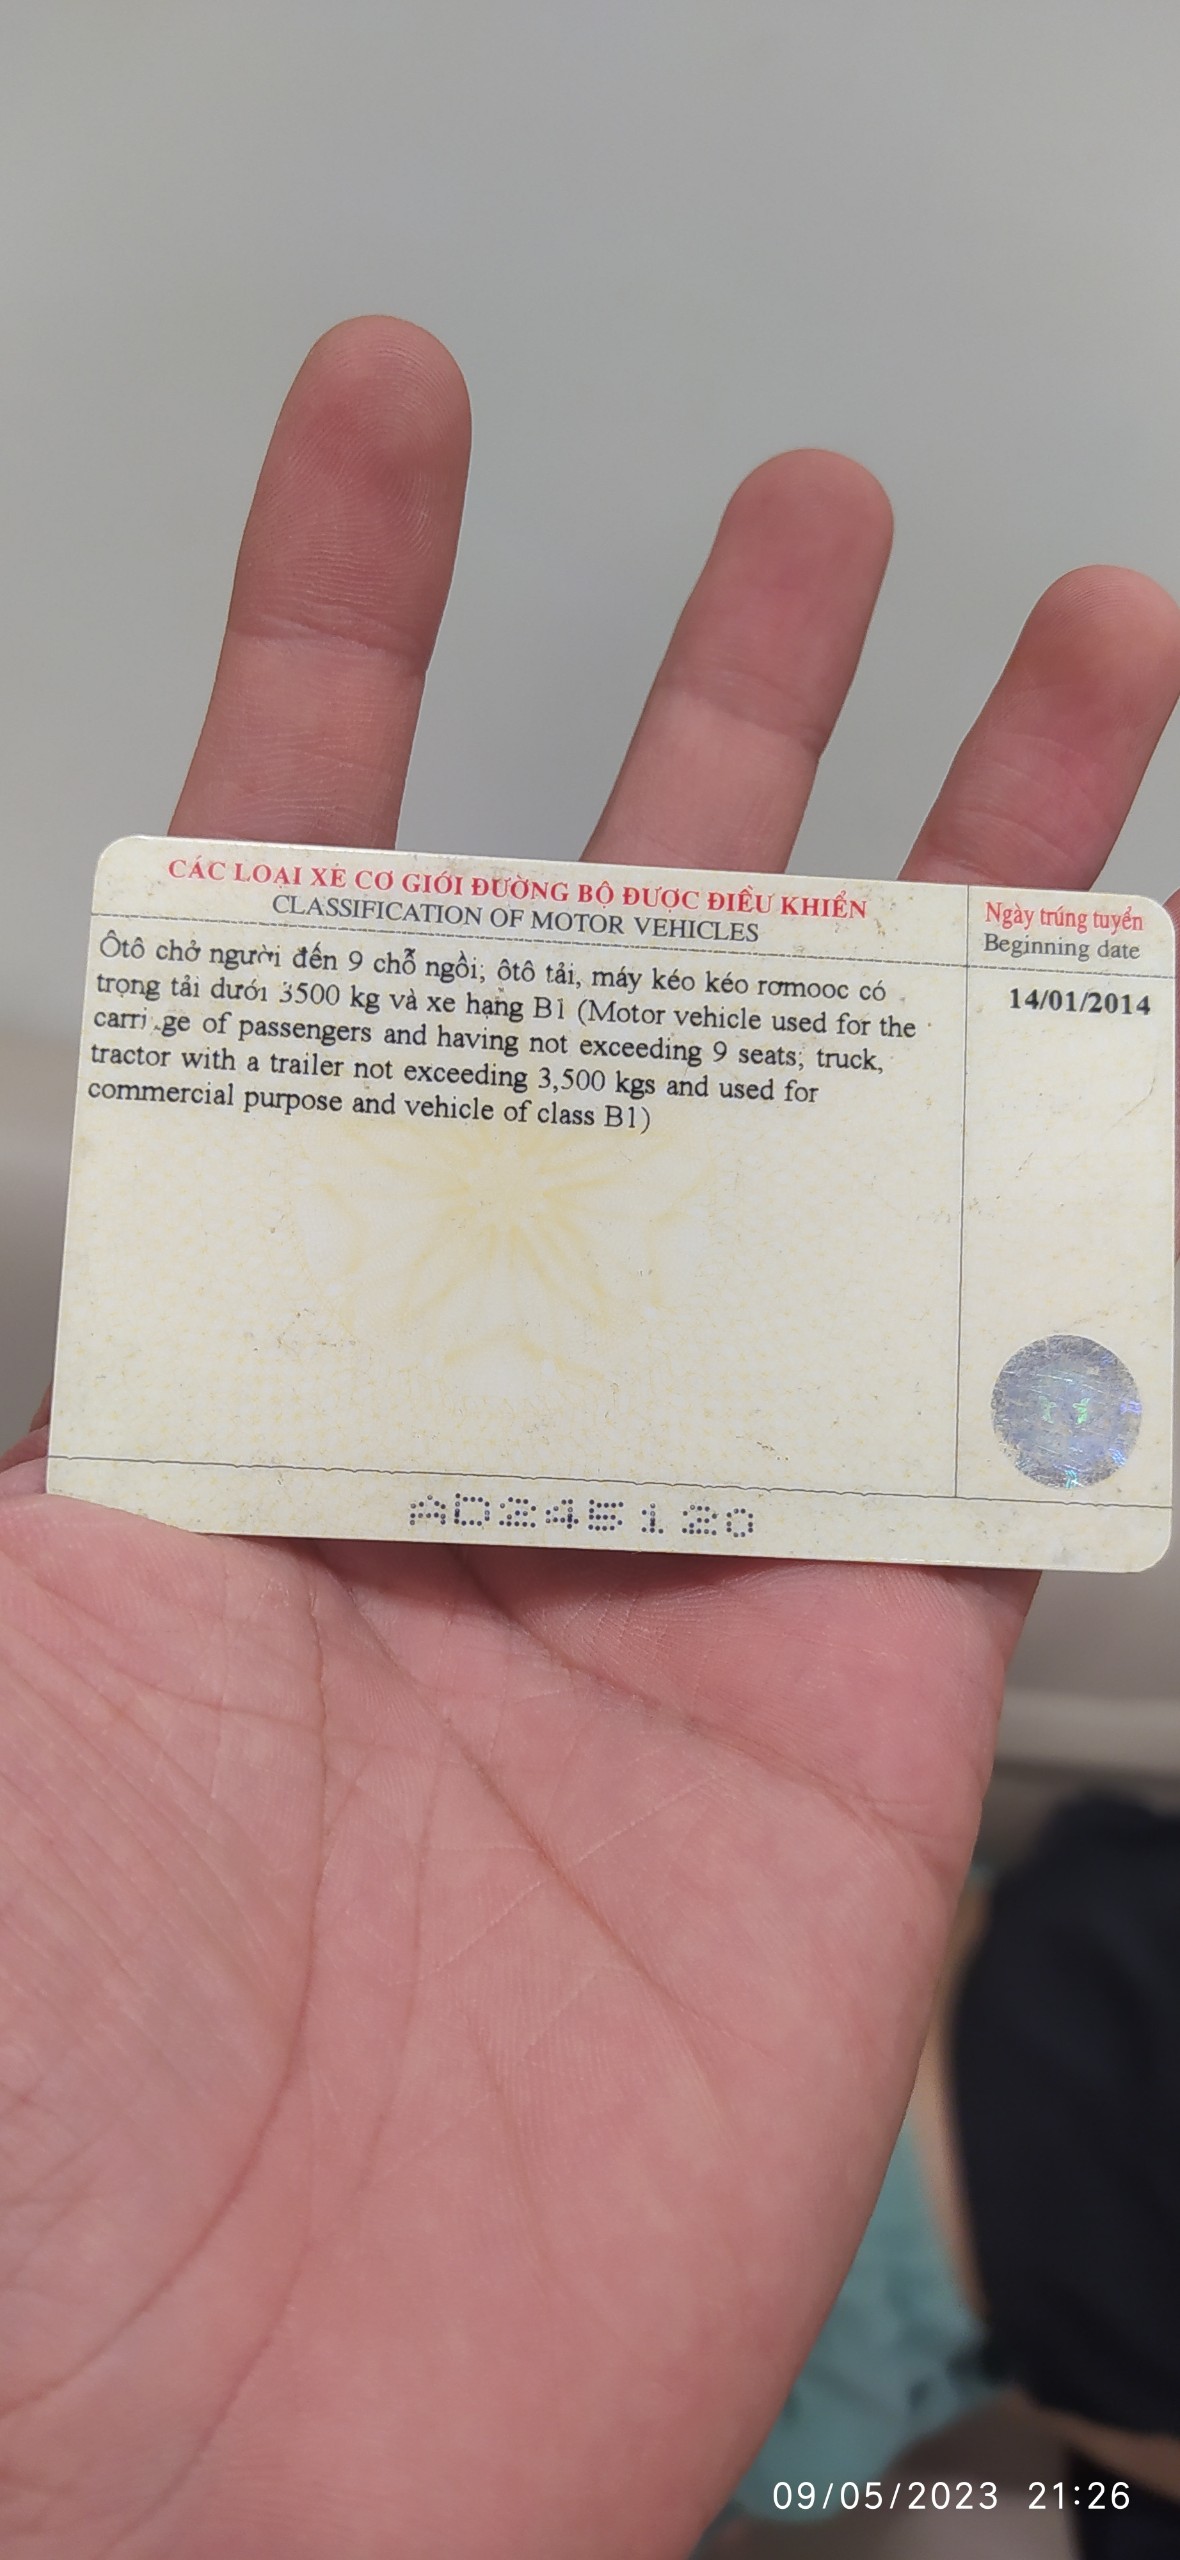 CÁC LOẠI XE CƠ GIỚI ĐƯỜNG BỘ ĐƯỢC ĐIỀU KHIỂN
CLASSIFICATION OF MOTOR VEHICLES
Ngày trúng tuyển
Beginning date
Ôtô chở người đến 9 chỗ ngồi; ôtô tải, máy kéo kéo rơmooc có
trọng tải dưới 3500 kg và xe hạng B1 (Motor vehicle used for the
carri ge of passengers and having not exceeding 9 seats; truck,
tractor with a trailer not exceeding 3,500 kgs and used for
commercial purpose and vehicle of class B1)
14/01/2014
AD245120
09/05/2023 21:26